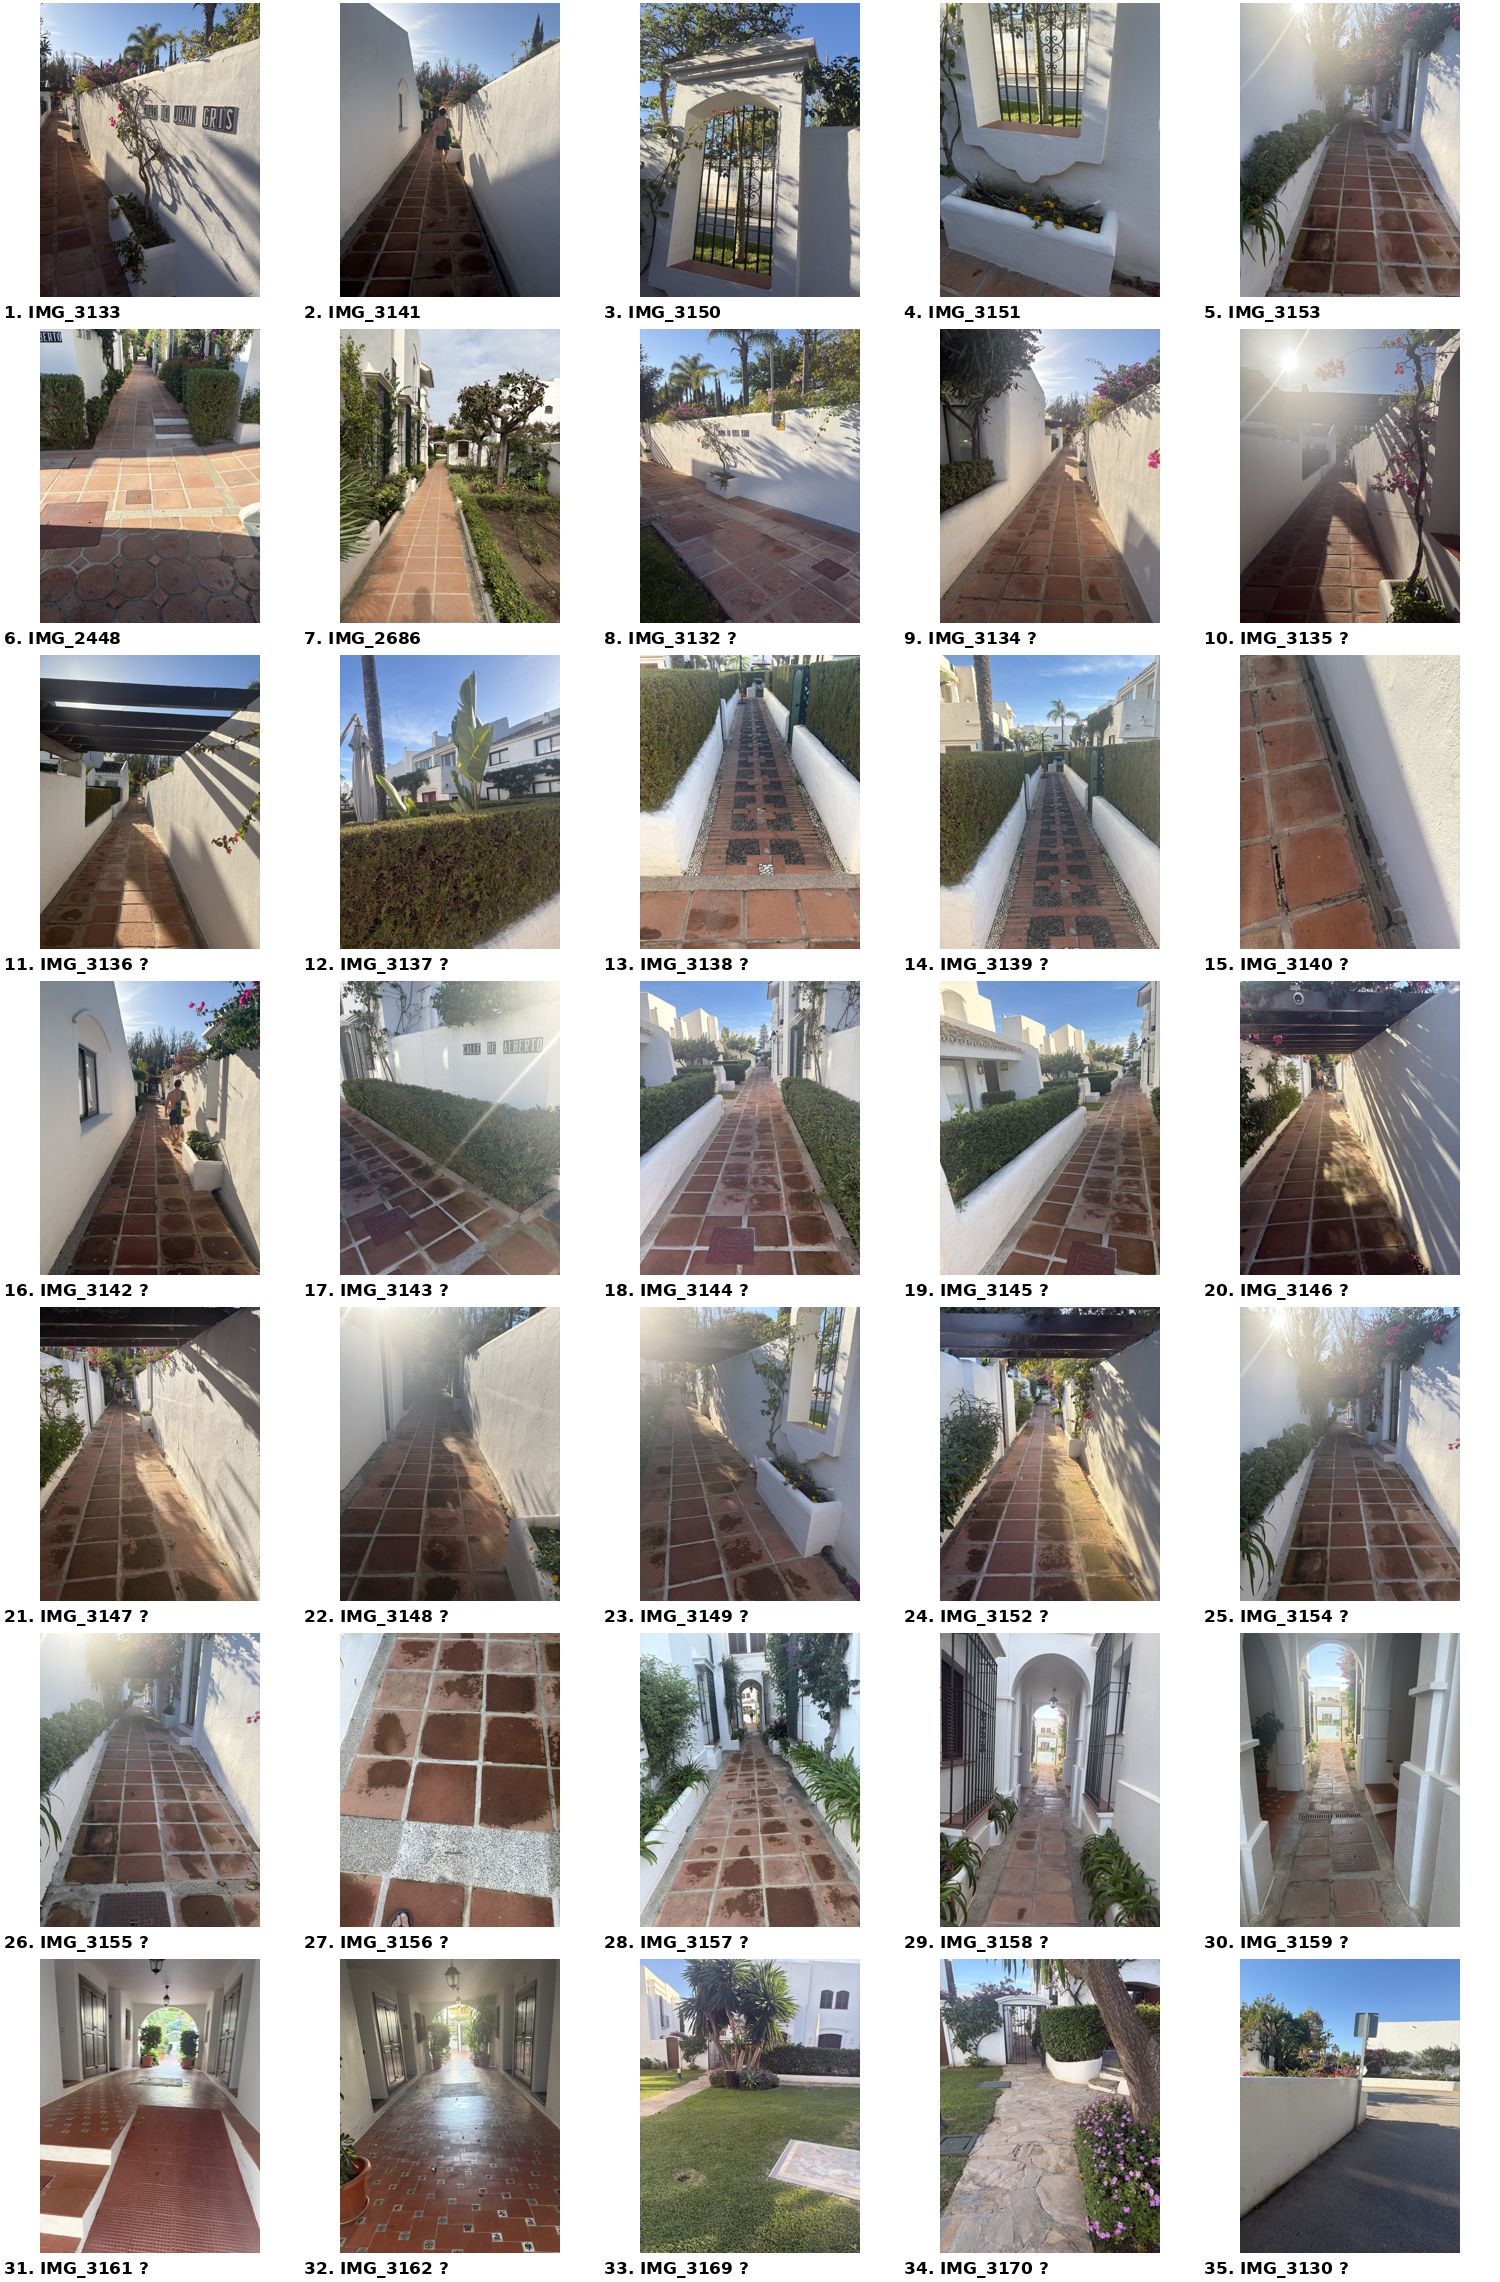 JUAN GRIS
1. IMG_3133
2. IMG_3141
3. IMG_3150
4. IMG_3151
5. IMG_3153
6. IMG_2448
7. IMG_2686
8. IMG_3132 ?
9. IMG_3134 ?
10. IMG_3135 ?
11. IMG_3136 ?
12. IMG_3137 ?
13. IMG_3138 ?
14. IMG_3139 ?
15. IMG_3140 ?
CALLE DE ALBERTO
16. IMG_3142 ?
17. IMG_3143 ?
18. IMG_3144 ?
19. IMG_3145 ?
20. IMG_3146 ?
21. IMG_3147 ?
22. IMG_3148 ?
23. IMG_3149 ?
24. IMG_3152 ?
25. IMG_3154 ?
26. IMG_3155 ?
27. IMG_3156 ?
28. IMG_3157 ?
29. IMG_3158 ?
30. IMG_3159 ?
31. IMG_3161 ?
32. IMG_3162 ?
33. IMG_3169 ?
34. IMG_3170 ?
35. IMG_3130 ?